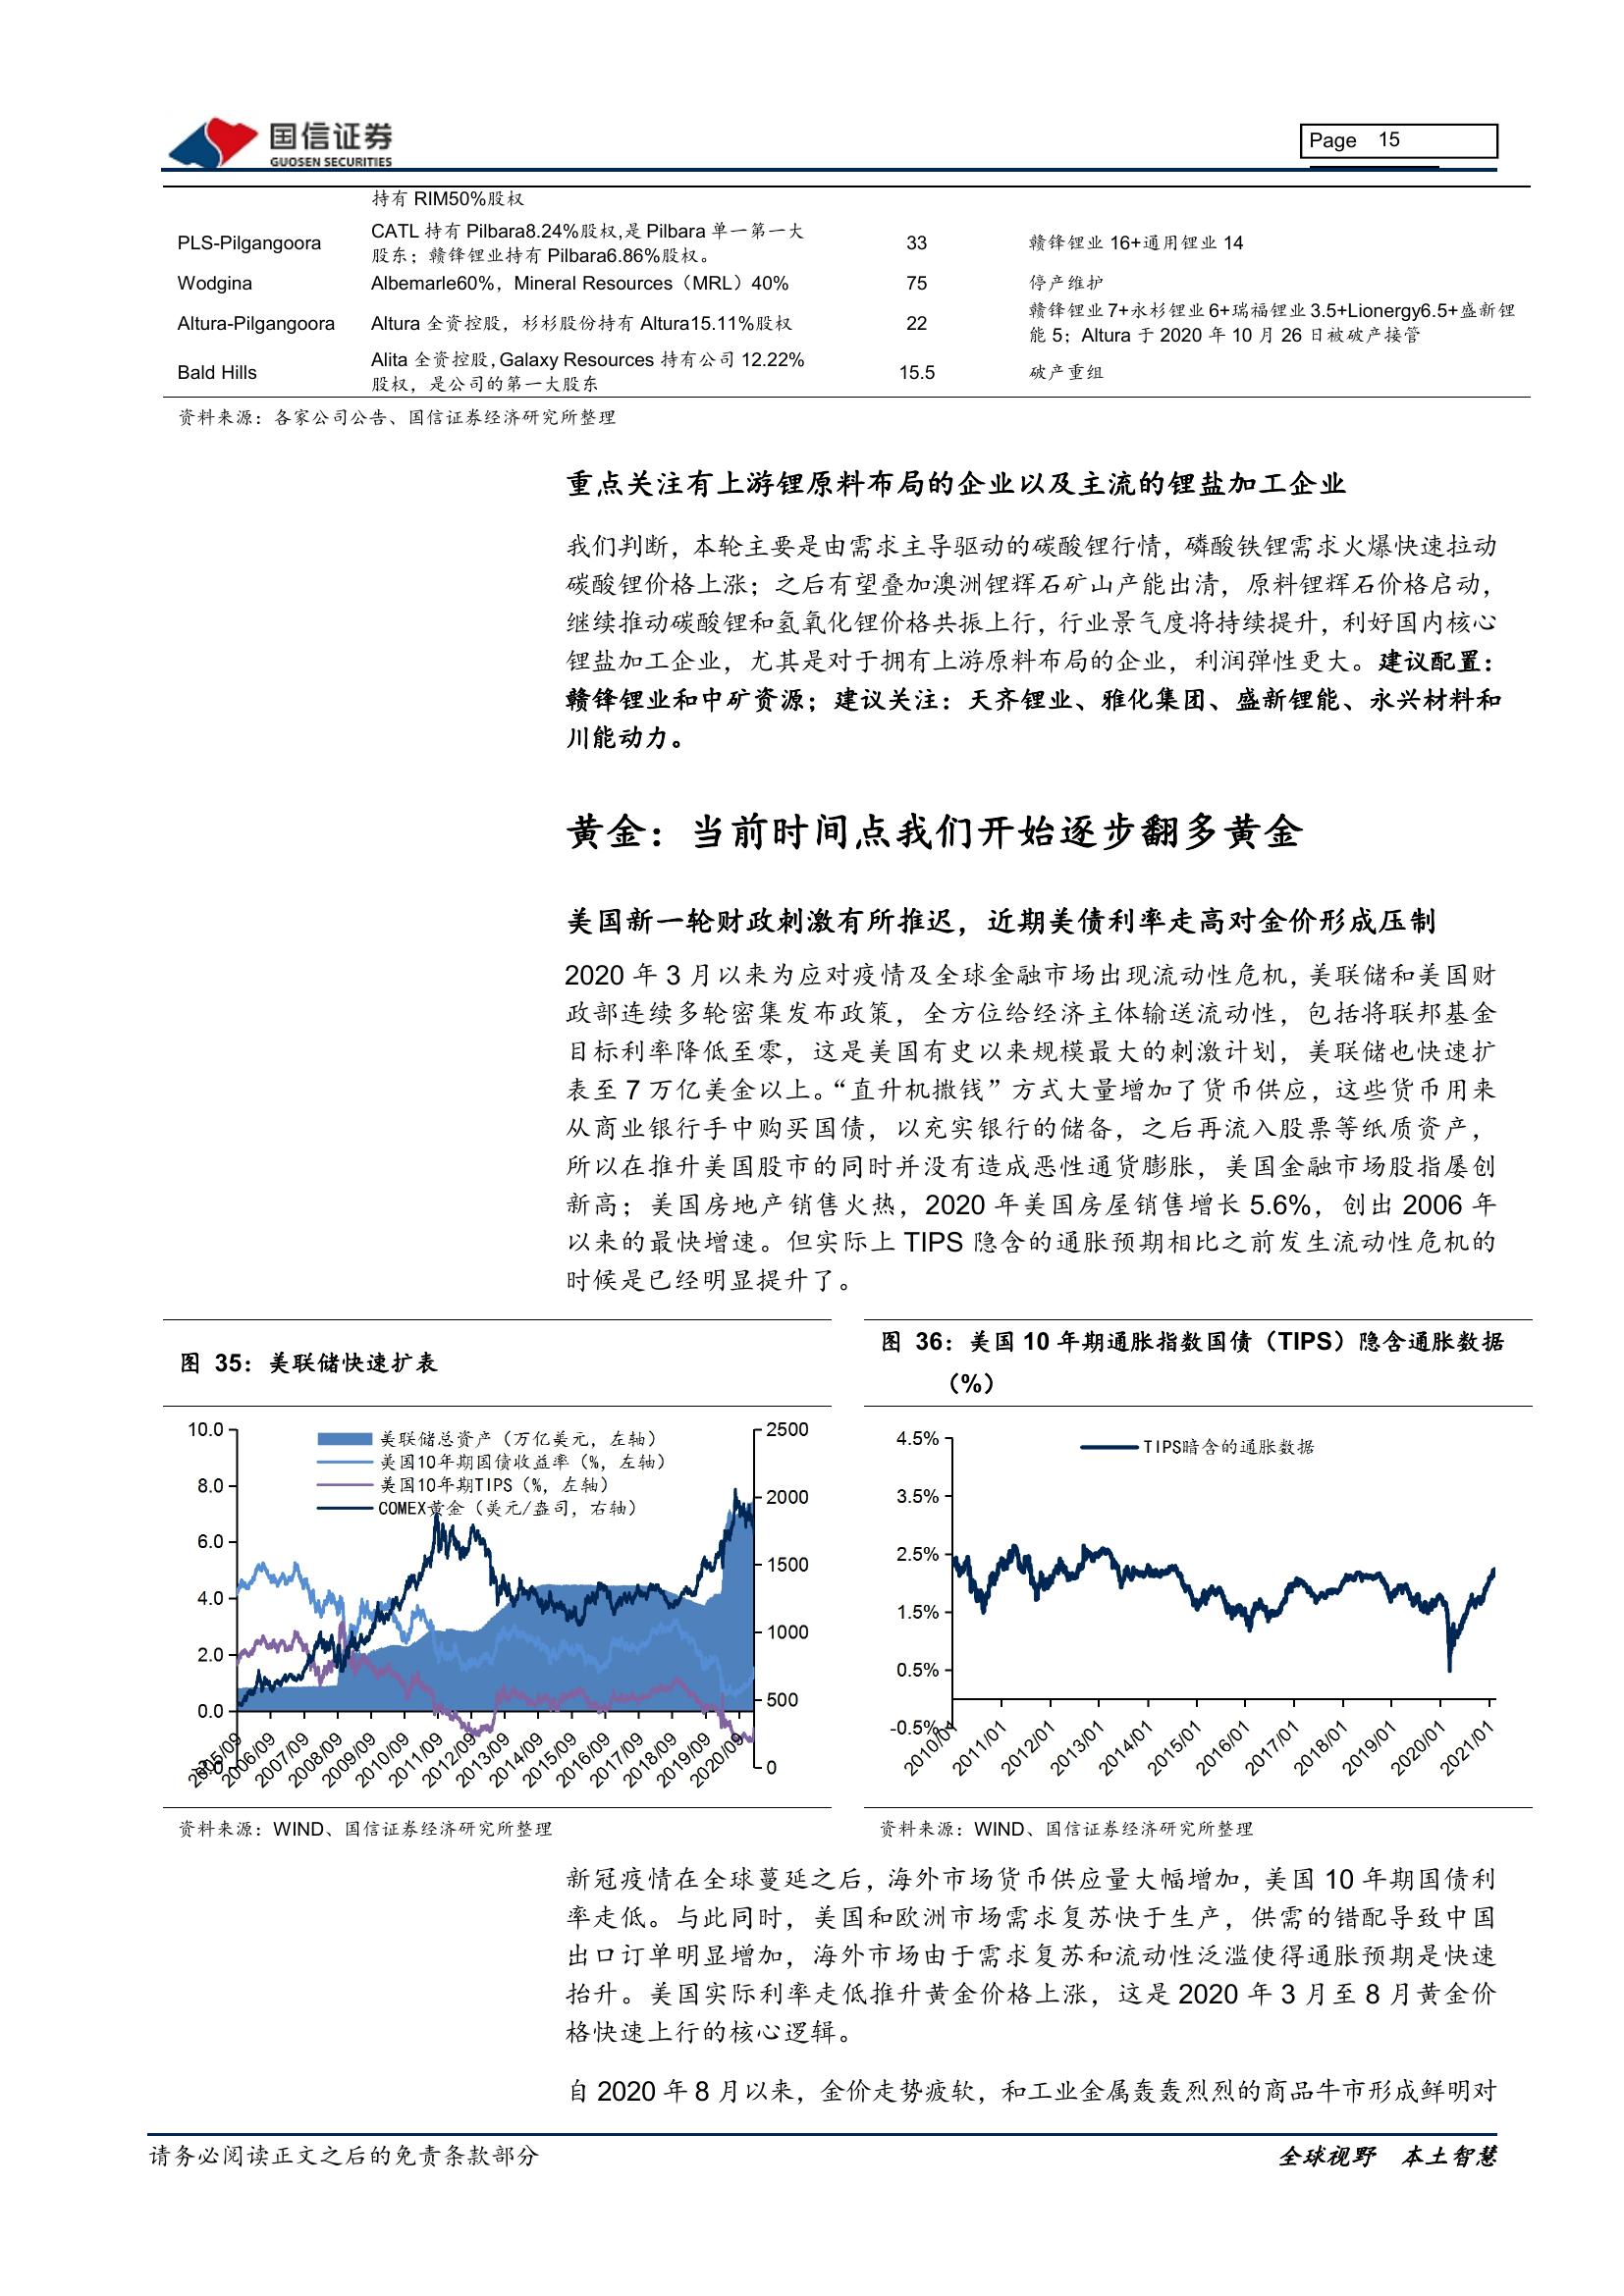 国信证券
GUOSEN SECURITIES
Page 15
持有 RIM50%股权
PLS-Pilgangoora
CATL 持有 Pilbara8.24%股权,是 Pilbara 单一第一大
股东；赣锋锂业持有 Pilbara6.86%股权。
33
赣锋锂业 16+通用锂业 14
Wodgina
Albemarle60%，Mineral Resources（MRL）40%
75
停产维护
Altura-Pilgangoora
Altura 全资控股，杉杉股份持有 Altura15.11%股权
22
赣锋锂业 7+永杉锂业 6+瑞福锂业 3.5+Lionergy6.5+盛新锂
能 5；Altura 于 2020 年 10 月 26 日被破产接管
Bald Hills
Alita 全资控股，Galaxy Resources 持有公司 12.22%
股权，是公司的第一大股东
15.5
破产重组
资料来源：各家公司公告、国信证券经济研究所整理
重点关注有上游锂原料布局的企业以及主流的锂盐加工企业
我们判断，本轮主要是由需求主导驱动的碳酸锂行情，磷酸铁锂需求火爆快速拉动
碳酸锂价格上涨；之后有望叠加澳洲锂辉石矿山产能出清，原料锂辉石价格启动，
继续推动碳酸锂和氢氧化锂价格共振上行，行业景气度将持续提升，利好国内核心
锂盐加工企业，尤其是对于拥有上游原料布局的企业，利润弹性更大。建议配置：
赣锋锂业和中矿资源；建议关注：天齐锂业、雅化集团、盛新锂能、永兴材料和
川能动力。
黄金：当前时间点我们开始逐步翻多黄金
美国新一轮财政刺激有所推迟，近期美债利率走高对金价形成压制
2020 年 3 月以来为应对疫情及全球金融市场出现流动性危机，美联储和美国财
政部连续多轮密集发布政策，全方位给经济主体输送流动性，包括将联邦基金
目标利率降低至零，这是美国有史以来规模最大的刺激计划，美联储也快速扩
表至 7 万亿美金以上。“直升机撒钱”方式大量增加了货币供应，这些货币用来
从商业银行手中购买国债，以充实银行的储备，之后再流入股票等纸质资产，
所以在推升美国股市的同时并没有造成恶性通货膨胀，美国金融市场股指屡创
新高；美国房地产销售火热，2020 年美国房屋销售增长 5.6%，创出 2006 年
以来的最快增速。但实际上 TIPS 隐含的通胀预期相比之前发生流动性危机的
时候是已经明显提升了。
图 35：美联储快速扩表
10.0
8.0
6.0
4.0
2.0
0.0
-2.0
2500
2000
1500
1000
500
0
美联储总资产（万亿美元，左轴）
美国10年期国债收益率（%，左轴）
美国10年期TIPS（%，左轴）
COMEX黄金（美元/盎司，右轴）
2005/09
2006/09
2007/09
2008/09
2009/09
2010/09
2011/09
2012/09
2013/09
2014/09
2015/09
2016/09
2017/09
2018/09
2019/09
2020/09
资料来源：WIND、国信证券经济研究所整理
图 36：美国 10 年期通胀指数国债（TIPS）隐含通胀数据
（%）
4.5%
3.5%
2.5%
1.5%
0.5%
-0.5%
TIPS暗含的通胀数据
2010/01
2011/01
2012/01
2013/01
2014/01
2015/01
2016/01
2017/01
2018/01
2019/01
2020/01
2021/01
资料来源：WIND、国信证券经济研究所整理
新冠疫情在全球蔓延之后，海外市场货币供应量大幅增加，美国 10 年期国债利
率走低。与此同时，美国和欧洲市场需求复苏快于生产，供需的错配导致中国
出口订单明显增加，海外市场由于需求复苏和流动性泛滥使得通胀预期是快速
抬升。美国实际利率走低推升黄金价格上涨，这是 2020 年 3 月至 8 月黄金价
格快速上行的核心逻辑。
自 2020 年 8 月以来，金价走势疲软，和工业金属轰轰烈烈的商品牛市形成鲜明对
请务必阅读正文之后的免责条款部分
全球视野 本土智慧